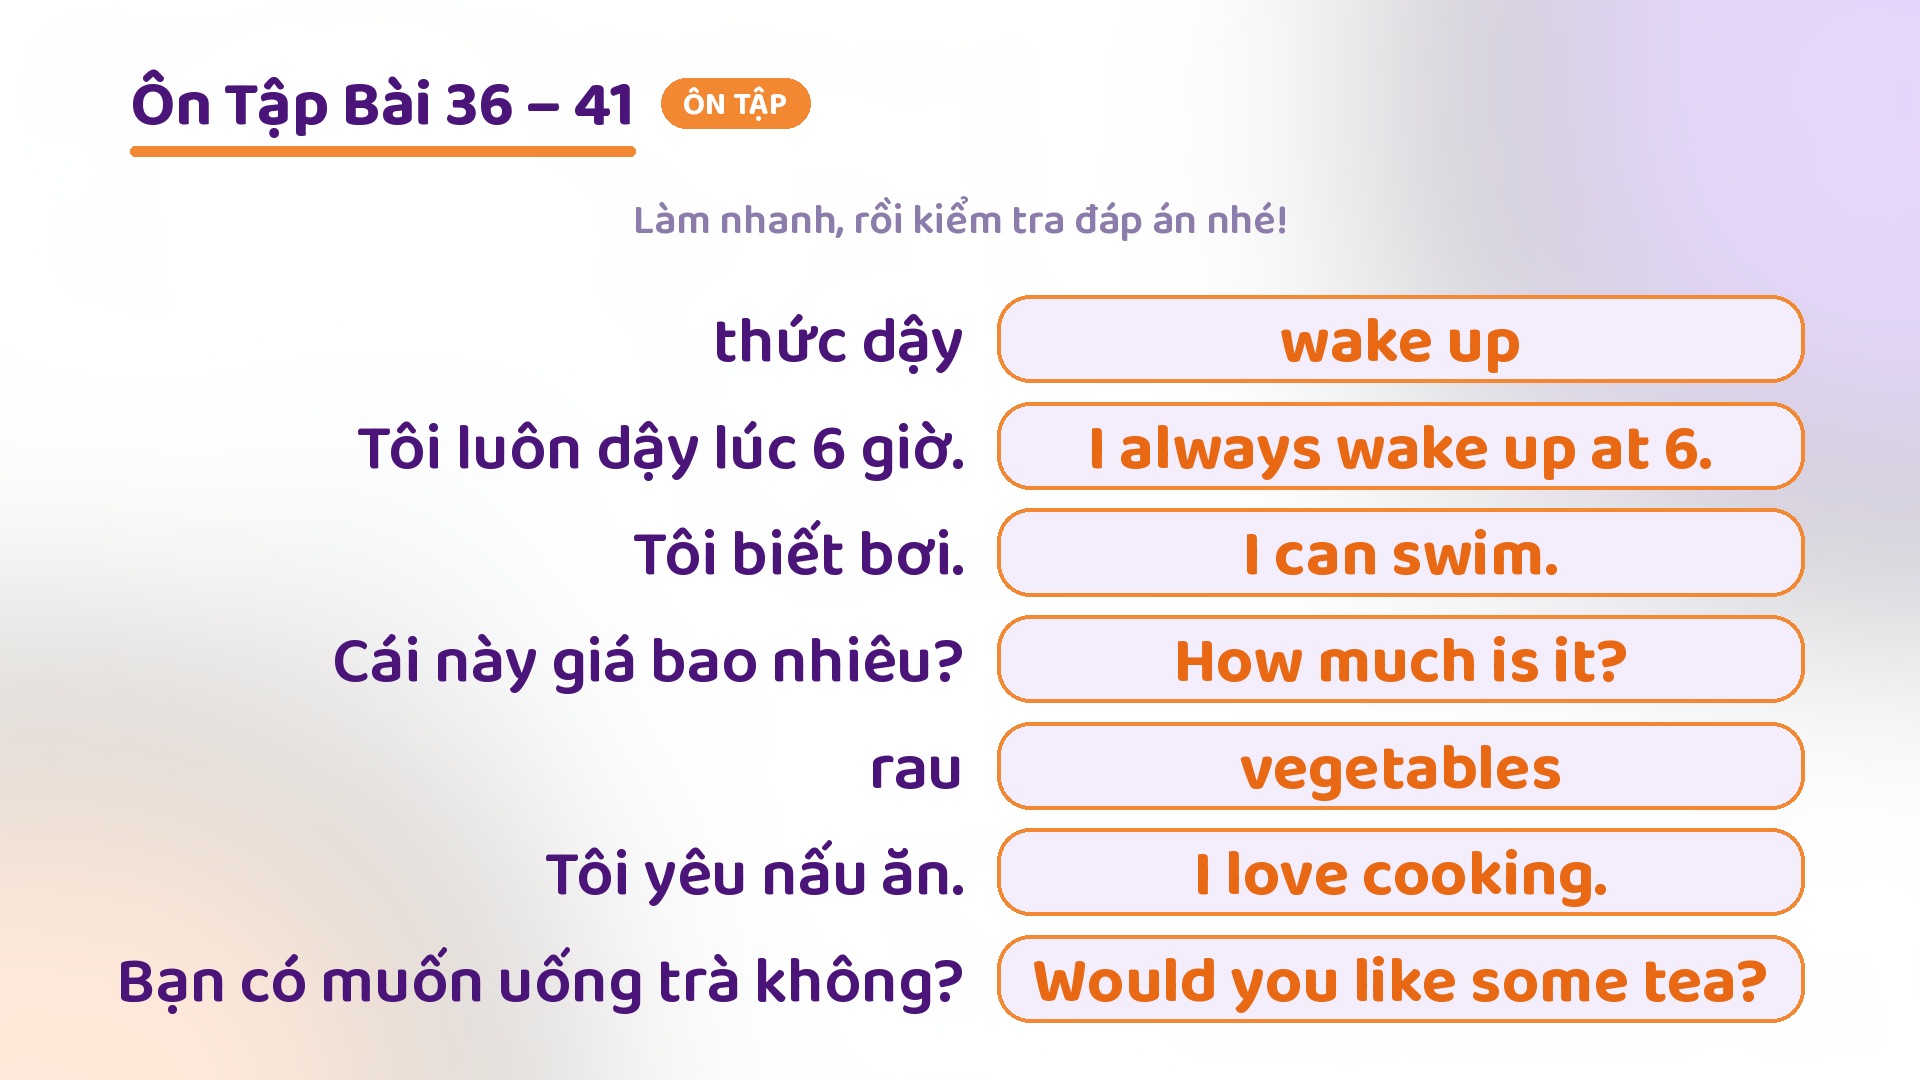 Ôn Tập Bài 36 – 41 ÔN TẬP
Làm nhanh, rồi kiểm tra đáp án nhé!
thức dậy wake up
Tôi luôn dậy lúc 6 giờ. I always wake up at 6.
Tôi biết bơi. I can swim.
Cái này giá bao nhiêu? How much is it?
rau vegetables
Tôi yêu nấu ăn. I love cooking.
Bạn có muốn uống trà không? Would you like some tea?